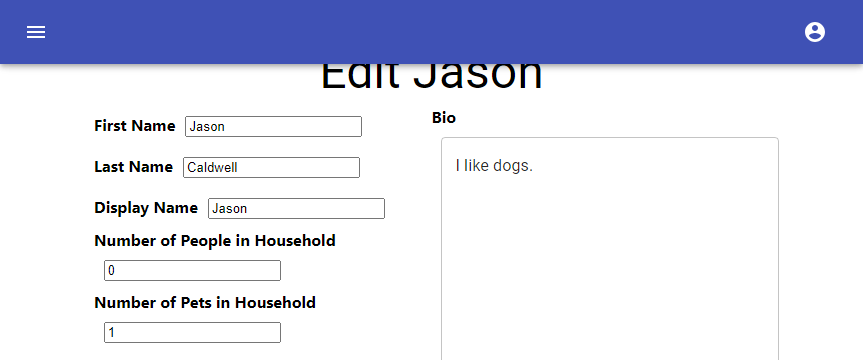 Edit Jason
First Name Jason
Last Name Caldwell
Display Name Jason
Number of People in Household
0
Number of Pets in Household
1
Bio
I like dogs.